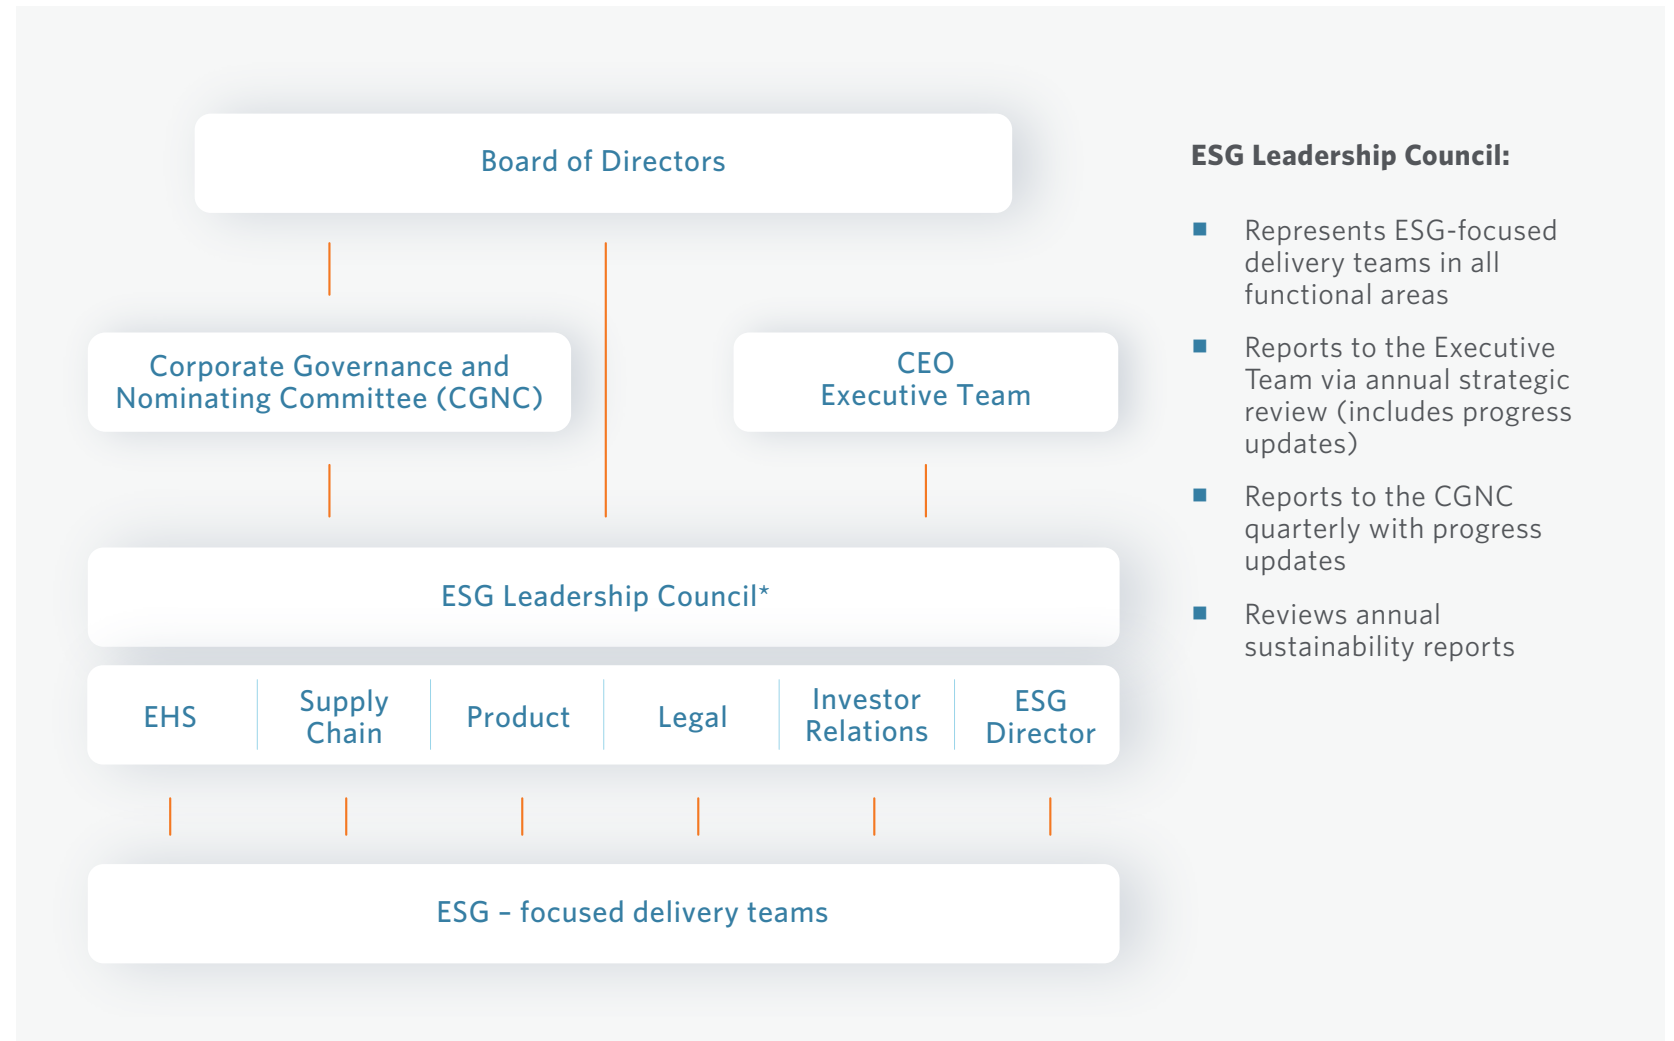 Board of Directors
Corporate Governance and
Nominating Committee (CGNC)
CEO
Executive Team
ESG Leadership Council*
EHS
Supply
Chain
Product
Legal
Investor
Relations
ESG
Director
ESG – focused delivery teams
ESG Leadership Council:
■ Represents ESG-focused
delivery teams in all
functional areas
■ Reports to the Executive
Team via annual strategic
review (includes progress
updates)
■ Reports to the CGNC
quarterly with progress
updates
■ Reviews annual
sustainability reports